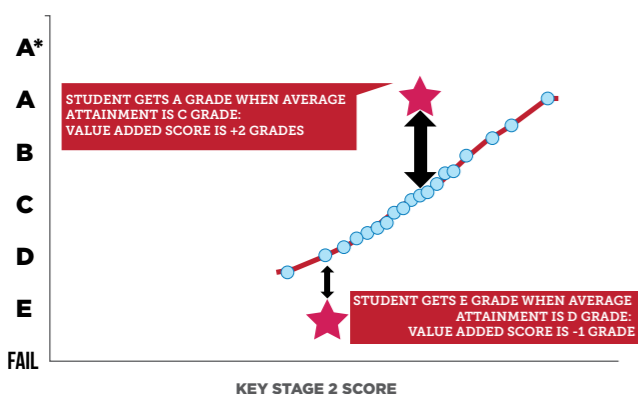 A*
A
STUDENT GETS A GRADE WHEN AVERAGE
ATTAINMENT IS C GRADE:
VALUE ADDED SCORE IS +2 GRADES
B
C
D
E
STUDENT GETS E GRADE WHEN AVERAGE
ATTAINMENT IS D GRADE:
VALUE ADDED SCORE IS -1 GRADE
FAIL
KEY STAGE 2 SCORE